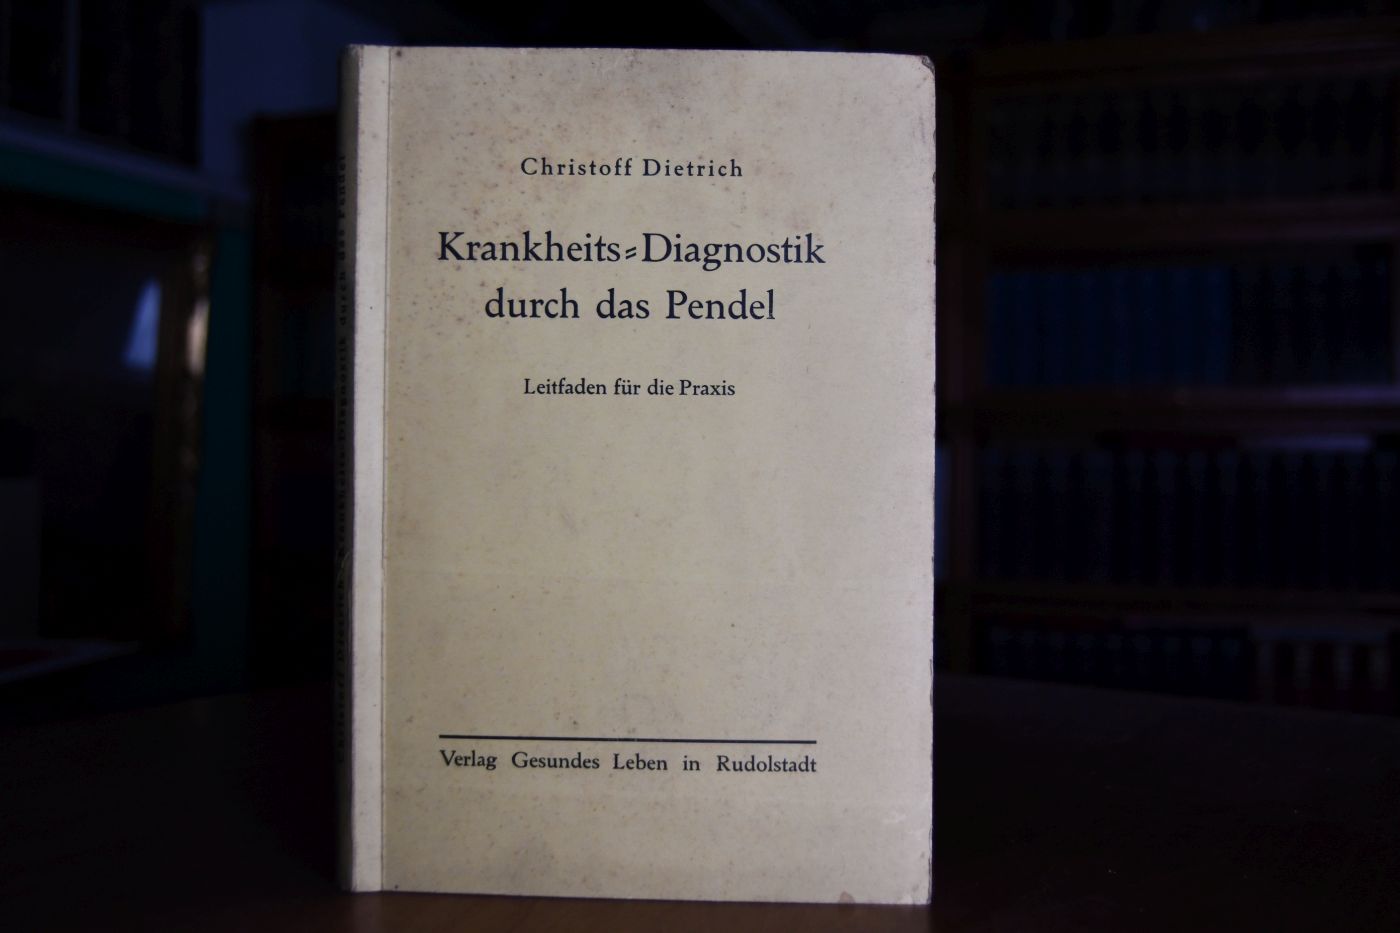 Christoff Dietrich
Krankheits⸗Diagnostik
durch das Pendel
Leitfaden für die Praxis
Verlag Gesundes Leben in Rudolstadt